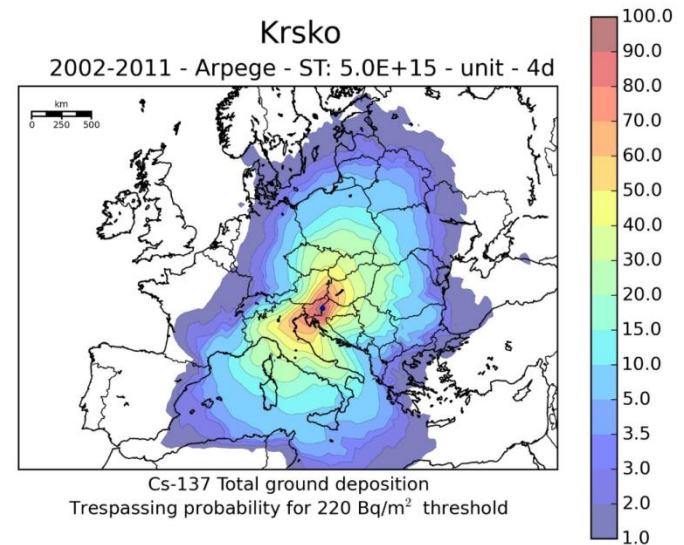 Krsko
2002-2011 - Arpege - ST: 5.0E+15 - unit - 4d
km
0 250 500
100.0
90.0
80.0
70.0
60.0
50.0
40.0
30.0
20.0
15.0
10.0
5.0
3.5
3.0
2.0
1.0
Cs-137 Total ground deposition
Trespassing probability for 220 Bq/m² threshold